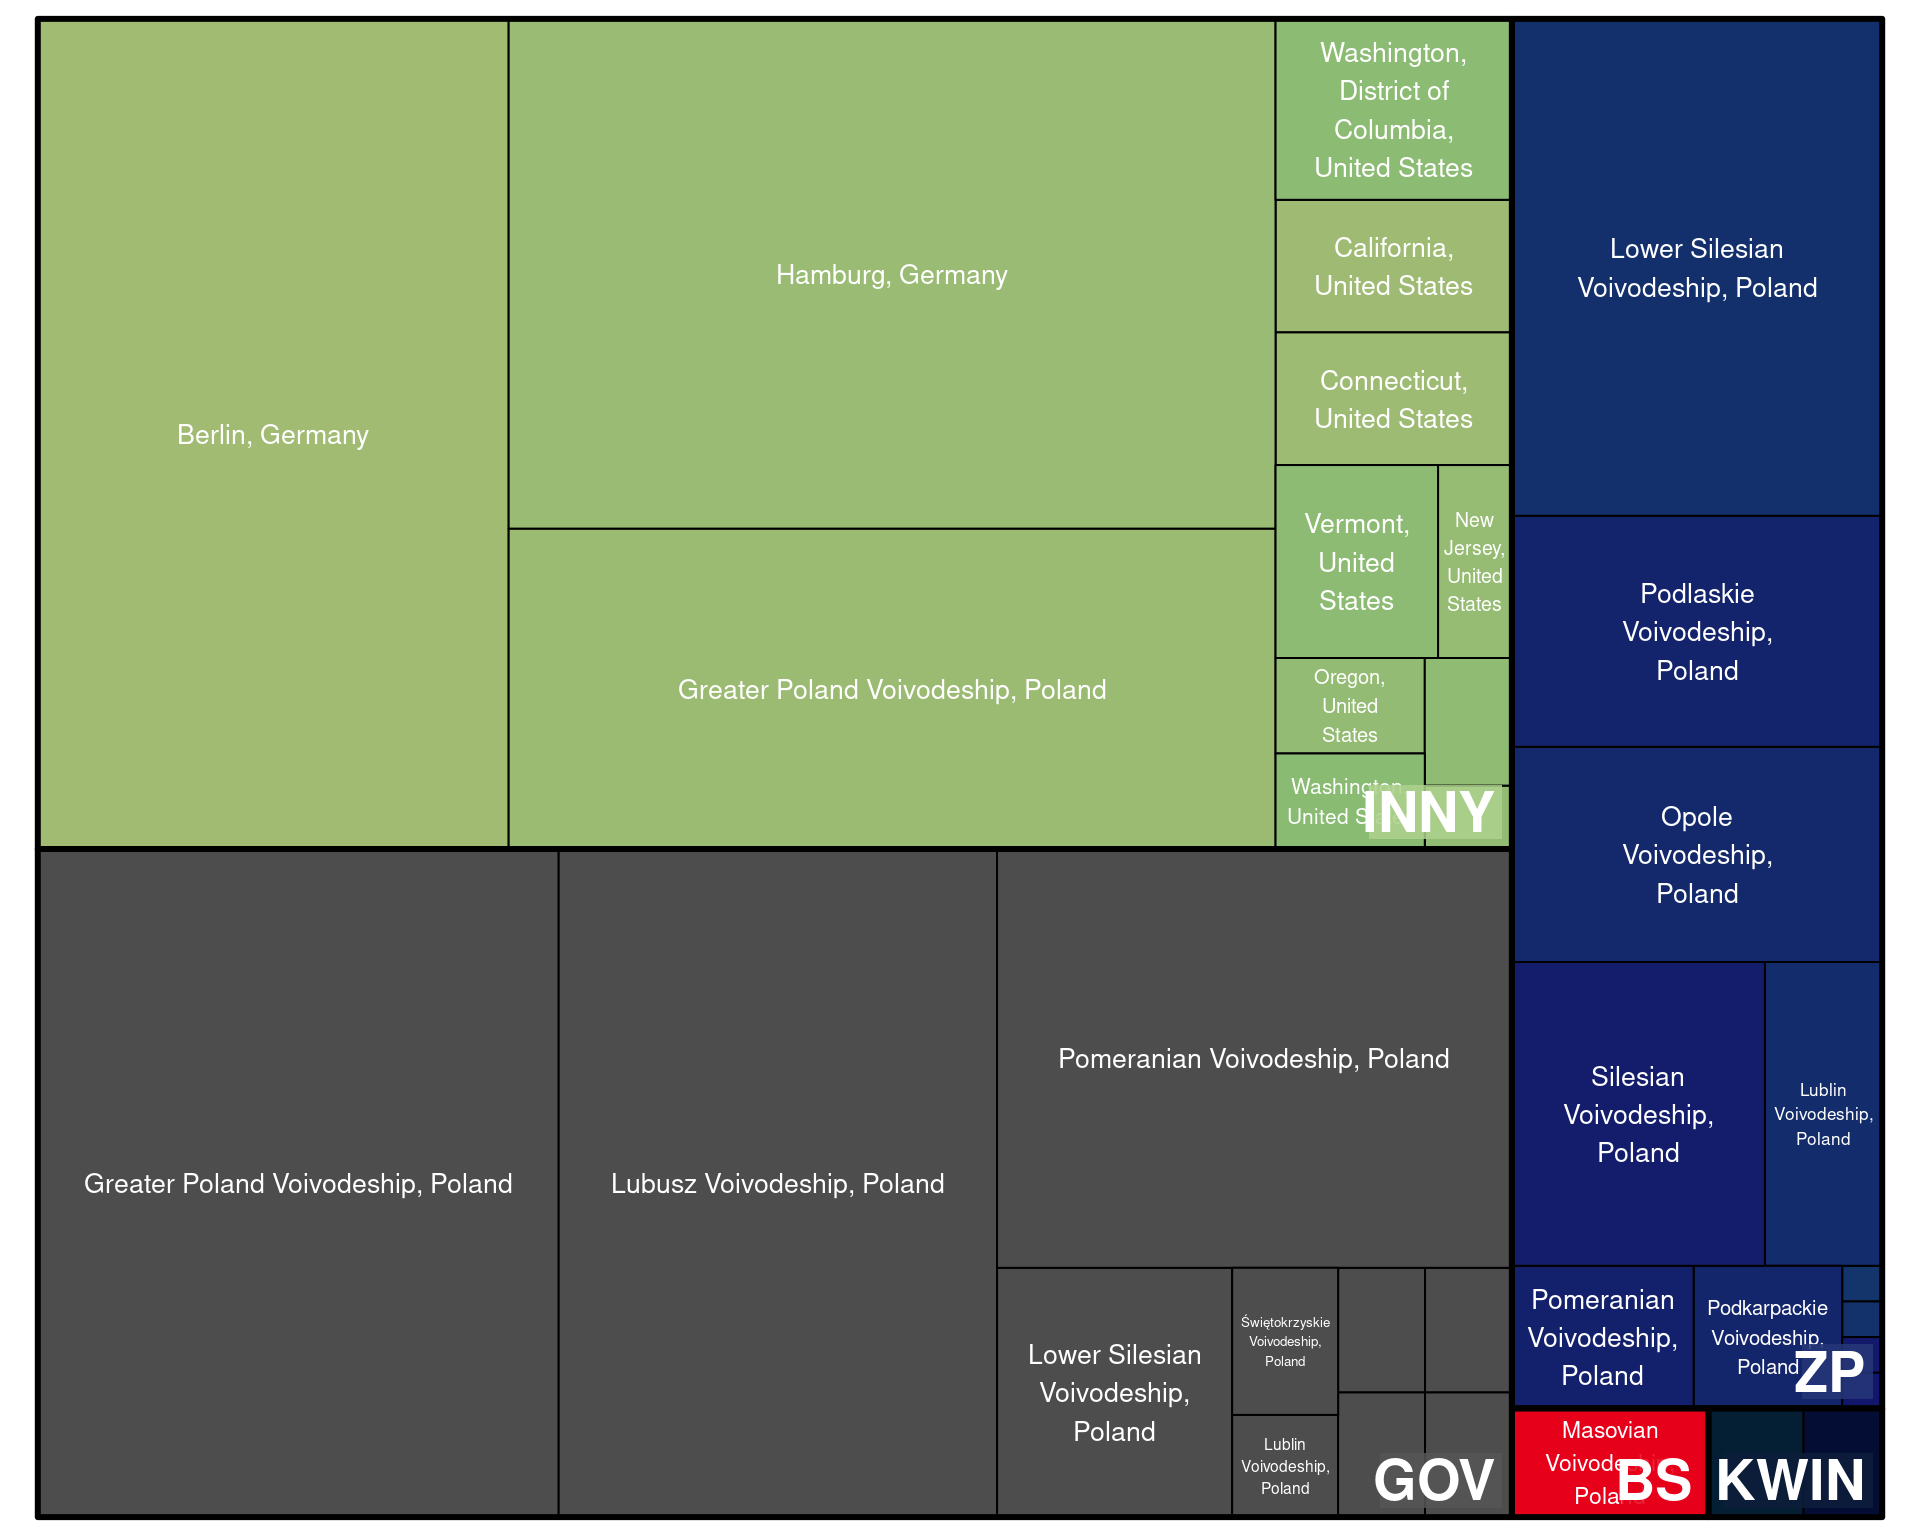 Berlin, Germany
Hamburg, Germany
Greater Poland Voivodeship, Poland
Washington,
District of
Columbia,
United States
California,
United States
Connecticut,
United States
Vermont,
United
States
New
Jersey,
United
States
Oregon,
United
States
Washington,
United
INNY
Greater Poland Voivodeship, Poland
Lubusz Voivodeship, Poland
Pomeranian Voivodeship, Poland
Lower Silesian
Voivodeship,
Poland
Świętokrzyskie
Voivodeship,
Poland
Lublin
Voivodeship,
Poland
GOV
Lower Silesian
Voivodeship, Poland
Podlaskie
Voivodeship,
Poland
Opole
Voivodeship,
Poland
Silesian
Voivodeship,
Poland
Lublin
Voivodeship,
Poland
Pomeranian
Voivodeship,
Poland
Podkarpackie
Voivodeship,
Poland
ZP
Masovian
Voivodeship,
Poland
BS
KWIN